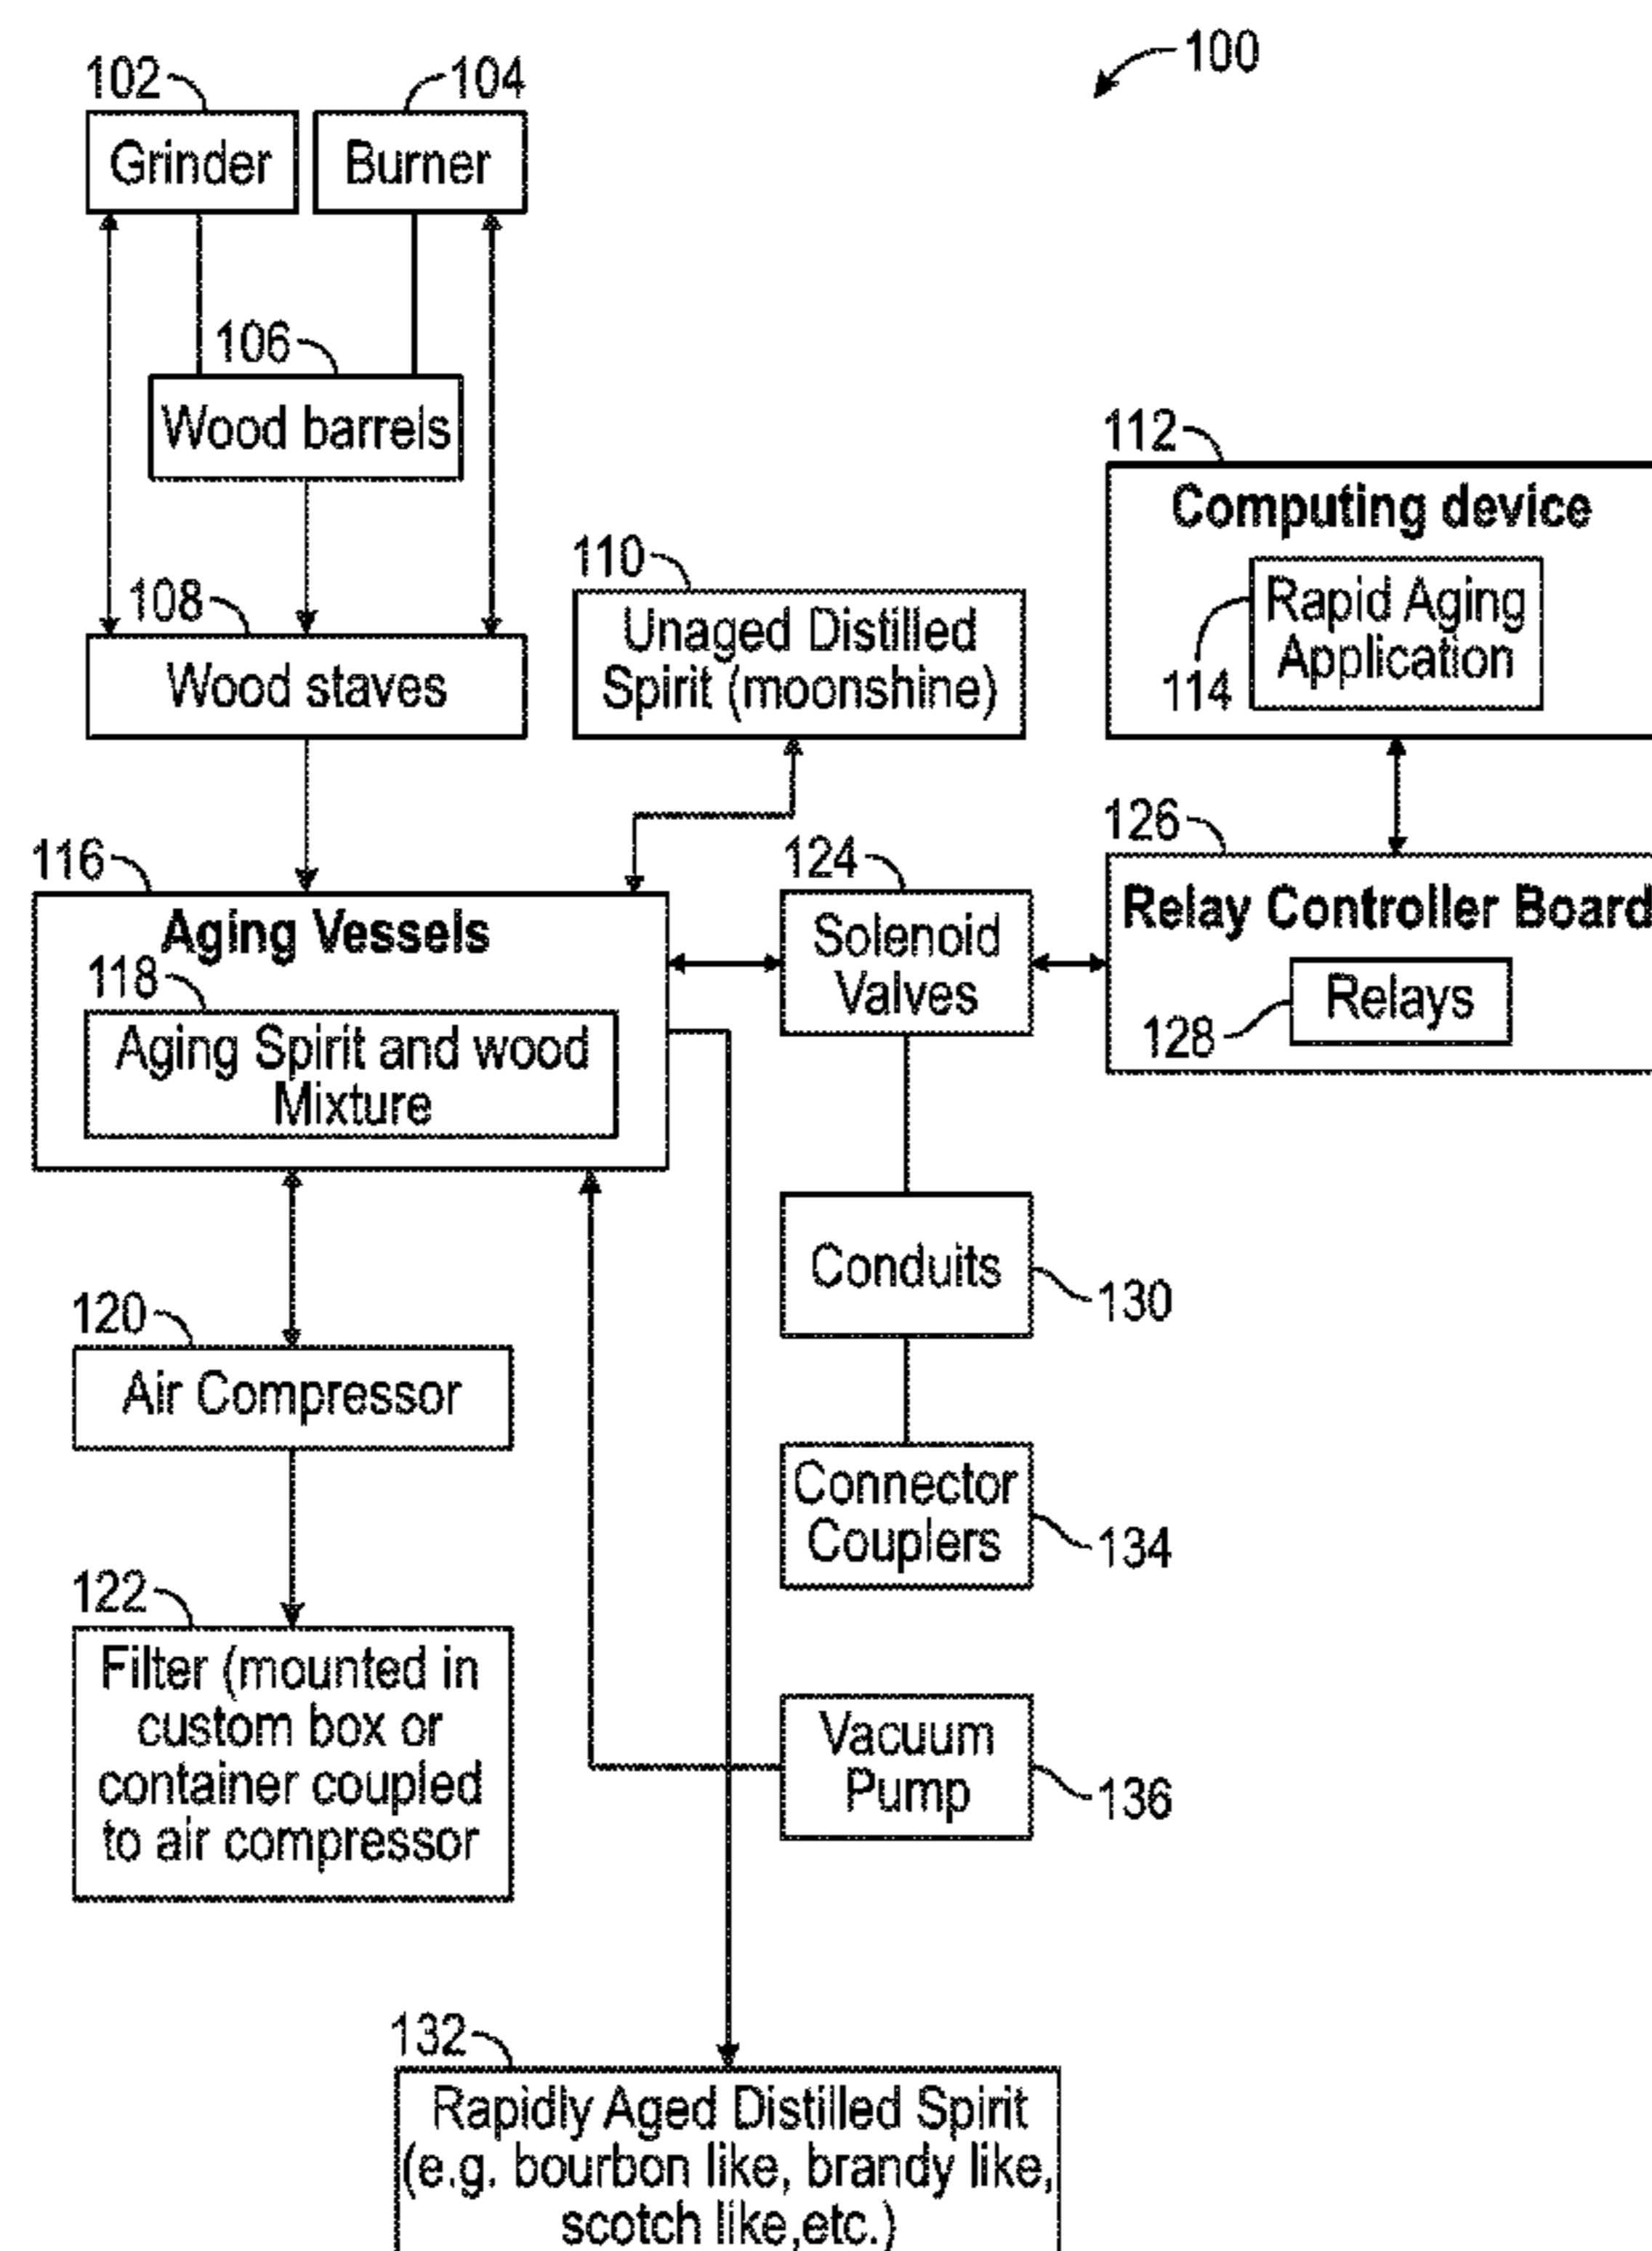 100
102
104
Grinder
Burner
106
Wood barrels
108
Wood staves
110
Unaged Distilled
Spirit (moonshine)
112
Computing device
Rapid Aging
Application
114
116
Aging Vessels
118
Aging Spirit and wood
Mixture
124
Solenoid
Valves
126
Relay Controller Board
Relays
128
120
Air Compressor
Conduits
130
Connector
Couplers
134
122
Filter (mounted in
custom box or
container coupled
to air compressor
Vacuum
Pump
136
132
Rapidly Aged Distilled Spirit
(e.g. bourbon like, brandy like,
scotch like,etc.)